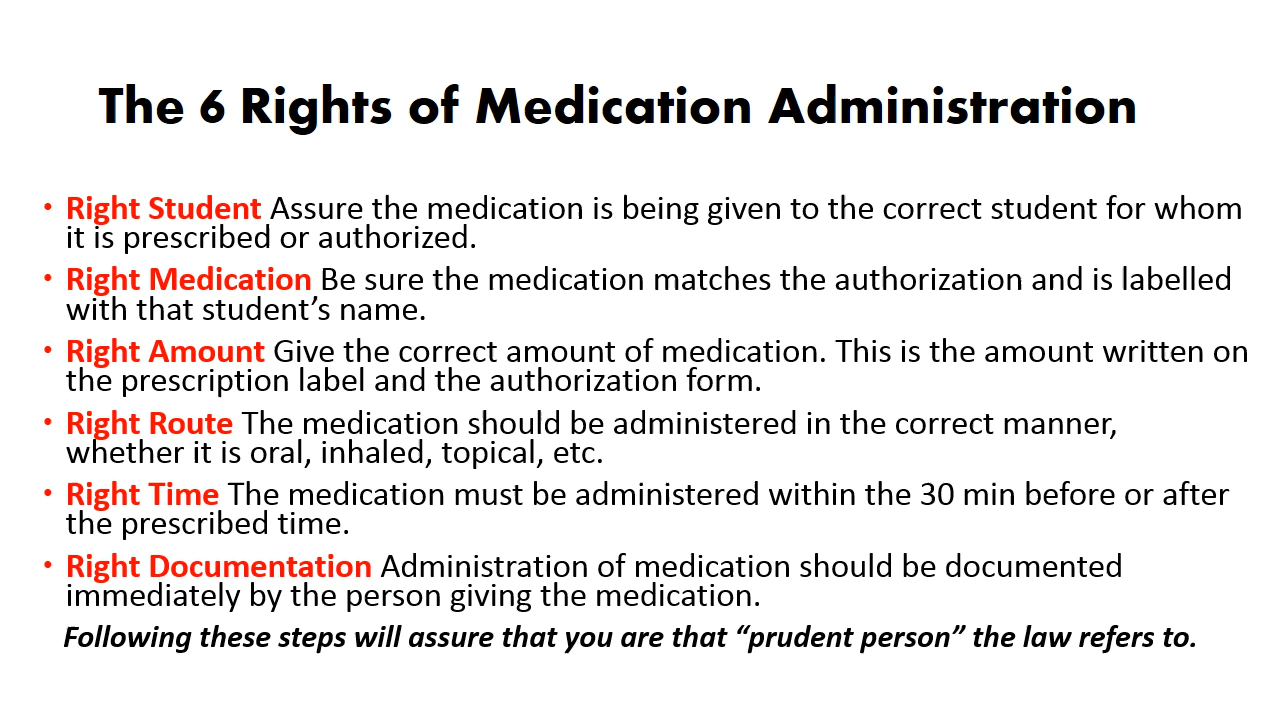 The 6 Rights of Medication Administration
• Right Student Assure the medication is being given to the correct student for whom
it is prescribed or authorized.
• Right Medication Be sure the medication matches the authorization and is labelled
with that student’s name.
• Right Amount Give the correct amount of medication. This is the amount written on
the prescription label and the authorization form.
• Right Route The medication should be administered in the correct manner,
whether it is oral, inhaled, topical, etc.
• Right Time The medication must be administered within the 30 min before or after
the prescribed time.
• Right Documentation Administration of medication should be documented
immediately by the person giving the medication.
Following these steps will assure that you are that “prudent person” the law refers to.